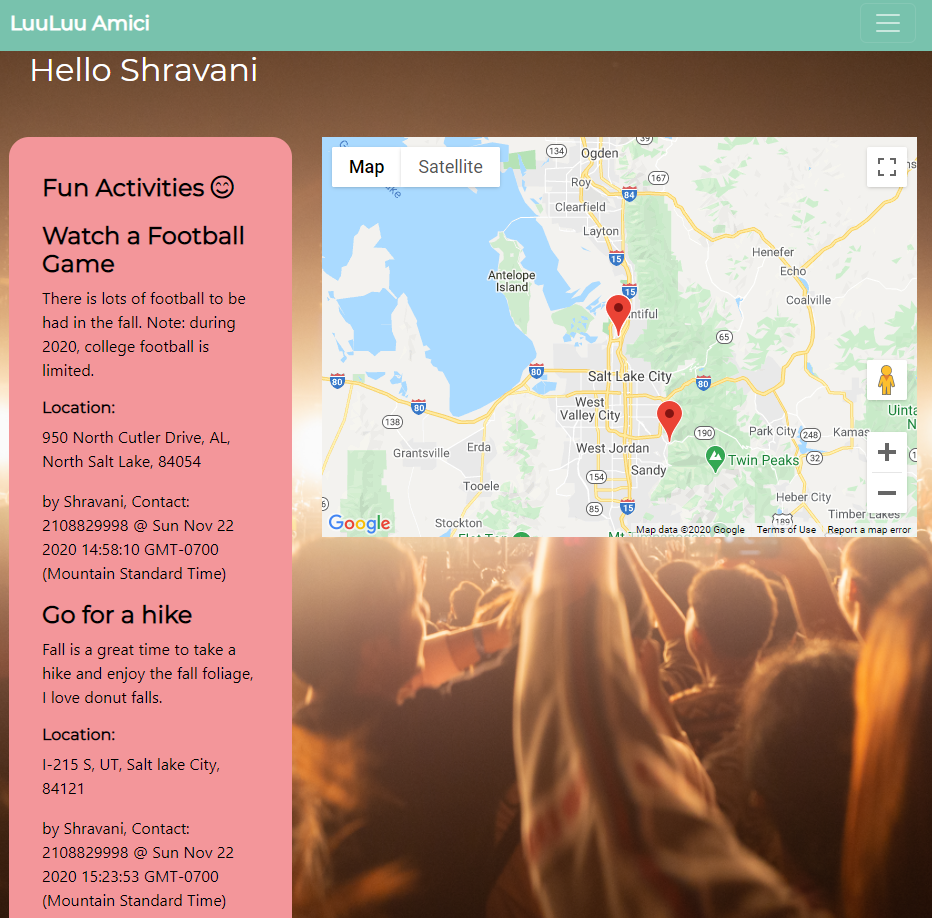 LuuLuu Amici
Hello Shravani
Fun Activities
Watch a Football
Game
There is lots of football to be
had in the fall. Note: during
2020, college football is
limited.
Location:
950 North Cutler Drive, AL,
North Salt Lake, 84054
by Shravani, Contact:
2108829998 @ Sun Nov 22
2020 14:58:10 GMT-0700
(Mountain Standard Time)
Go for a hike
Fall is a great time to take a
hike and enjoy the fall foliage,
I love donut falls.
Location:
I-215 S, UT, Salt lake City,
84121
by Shravani, Contact:
2108829998 @ Sun Nov 22
2020 15:23:53 GMT-0700
(Mountain Standard Time)
Map
Satellite
39
134
Ogden
Roy
167
84
Clearfield
Layton
15
Henefer
Echo
Antelope
Island
15
Coalville
ntiful
65
80
80
Salt Lake City
80
80
West
Valley City
138
190
Park City
248
Kamas
Uinta
Grantsville
Erda
West Jordan
Twin Peaks
32
Sandy
Tooele
154
Heber City
85
15
189
Timber Lakes
Stockton
Google
Map data ©2020 Google
Terms of Use
Report a map error